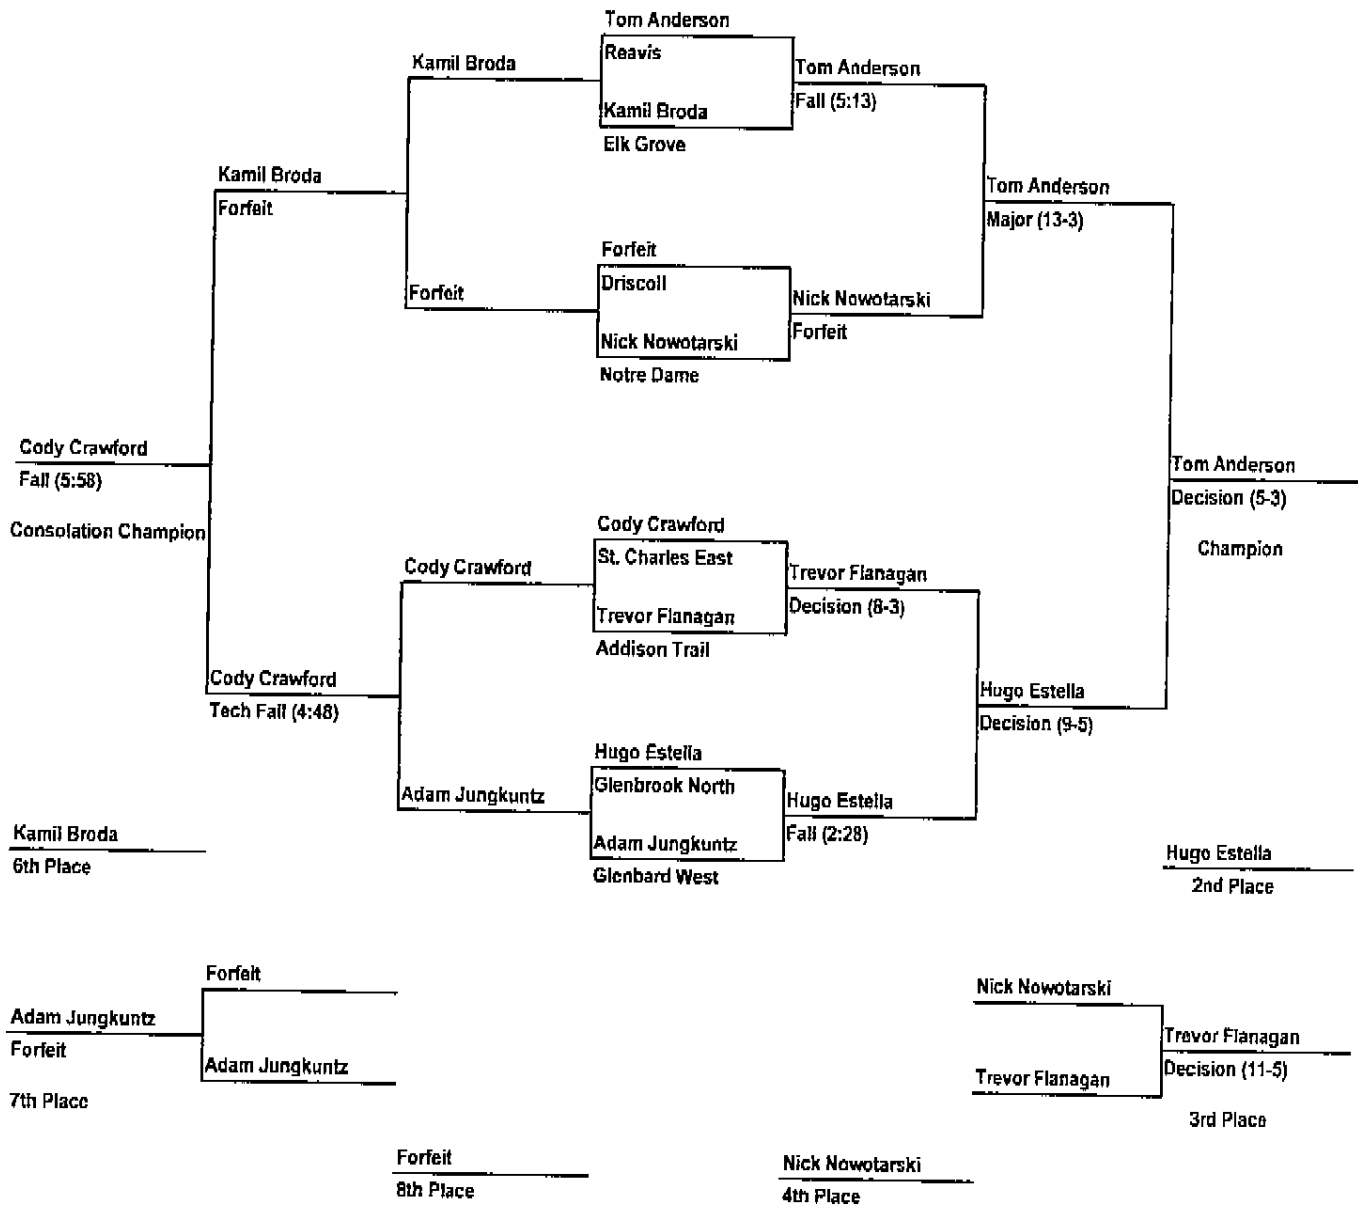 Tom Anderson
Reavis
Kamil Broda
Tom Anderson
Fall (5:13)
Kamil Broda
Elk Grove
Kamil Broda
Forfeit
Tom Anderson
Major (13-3)
Forfeit
Driscoll
Forfeit
Nick Nowotarski
Forfeit
Nick Nowotarski
Notre Dame
Cody Crawford
Fall (5:58)
Consolation Champion
Tom Anderson
Decision (5-3)
Champion
Cody Crawford
St. Charles East
Cody Crawford
Trevor Flanagan
Decision (8-3)
Trevor Flanagan
Addison Trail
Cody Crawford
Tech Fall (4:48)
Hugo Estella
Decision (9-5)
Hugo Estella
Glenbrook North
Adam Jungkuntz
Hugo Estella
Fall (2:28)
Adam Jungkuntz
Glenbard West
Kamil Broda
6th Place
Hugo Estella
2nd Place
Forfeit
Adam Jungkuntz
Forfeit
Adam Jungkuntz
7th Place
Nick Nowotarski
Trevor Flanagan
Decision (11-5)
Trevor Flanagan
3rd Place
Forfeit
8th Place
Nick Nowotarski
4th Place